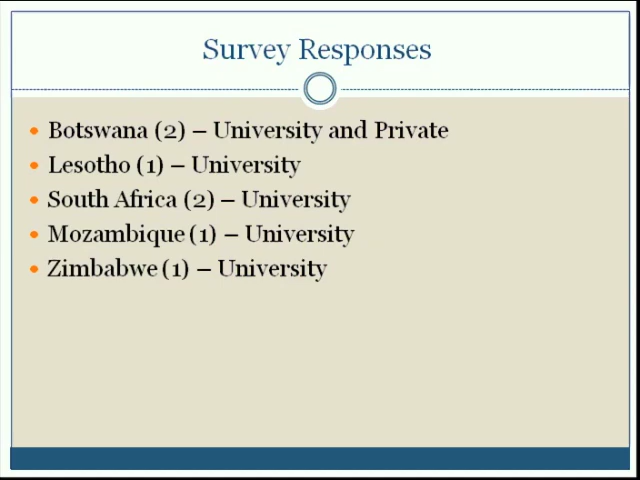 Survey Responses
• Botswana (2) – University and Private
• Lesotho (1) – University
• South Africa (2) – University
• Mozambique (1) – University
• Zimbabwe (1) – University